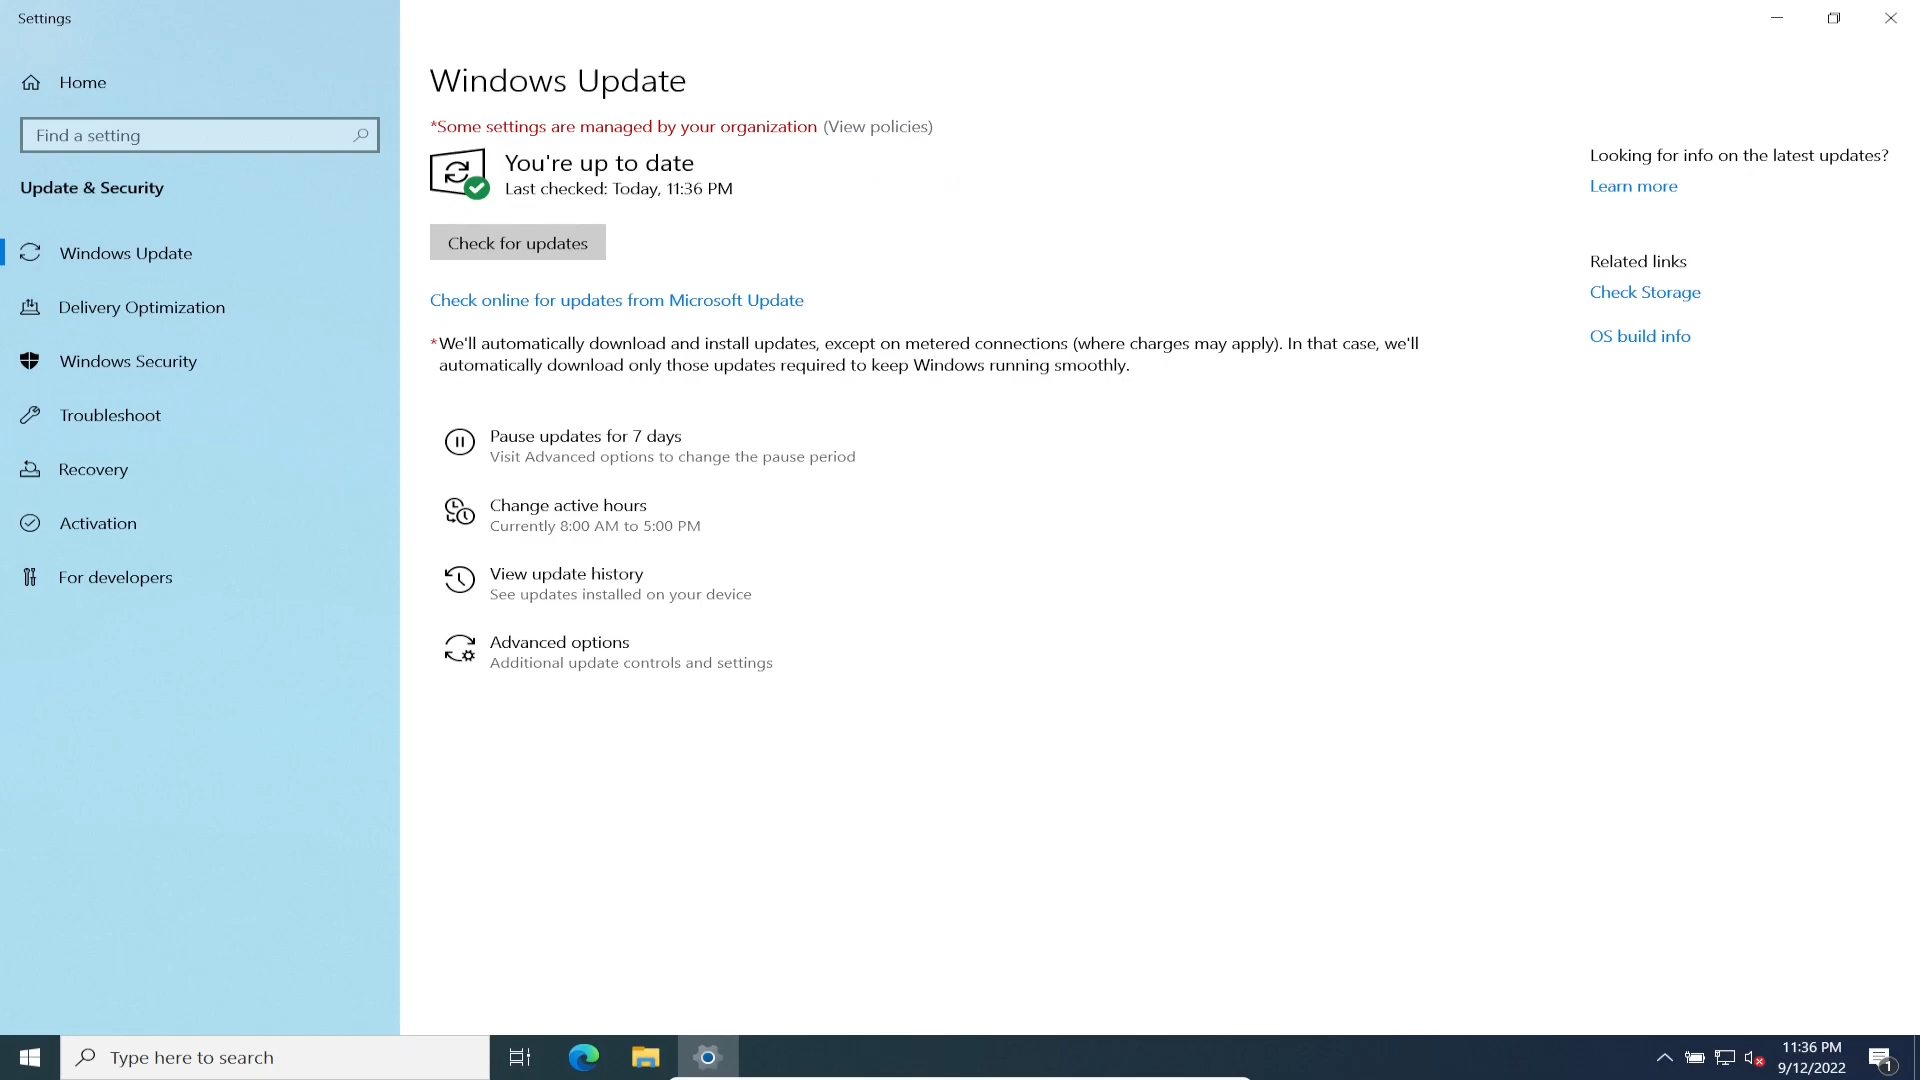 Settings
Home
Find a setting
Update & Security
Windows Update
Delivery Optimization
Windows Security
Troubleshoot
Recovery
Activation
For developers
Windows Update
*Some settings are managed by your organization (View policies)
You're up to date
Last checked: Today, 11:36 PM
Check for updates
Check online for updates from Microsoft Update
*We'll automatically download and install updates, except on metered connections (where charges may apply). In that case, we'll
automatically download only those updates required to keep Windows running smoothly.
Pause updates for 7 days
Visit Advanced options to change the pause period
Change active hours
Currently 8:00 AM to 5:00 PM
View update history
See updates installed on your device
Advanced options
Additional update controls and settings
Looking for info on the latest updates?
Learn more
Related links
Check Storage
OS build info
Type here to search
11:36 PM
9/12/2022
1